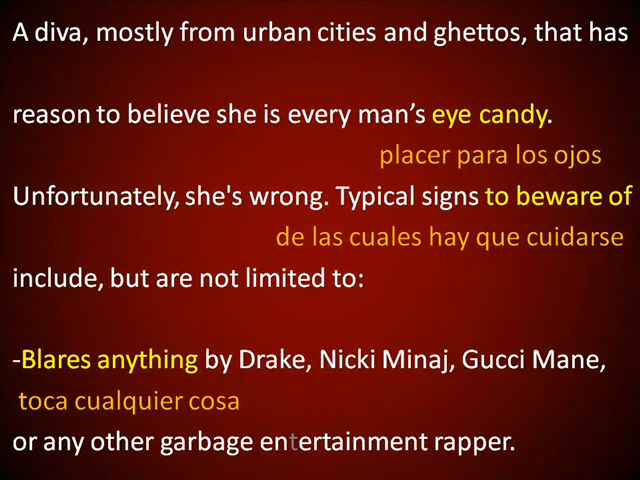 A diva, mostly from urban cities and ghettos, that has
reason to believe she is every man’s eye candy.
placer para los ojos
Unfortunately, she's wrong. Typical signs to beware of
de las cuales hay que cuidarse
include, but are not limited to:
-Blares anything by Drake, Nicki Minaj, Gucci Mane,
toca cualquier cosa
or any other garbage entertainment rapper.